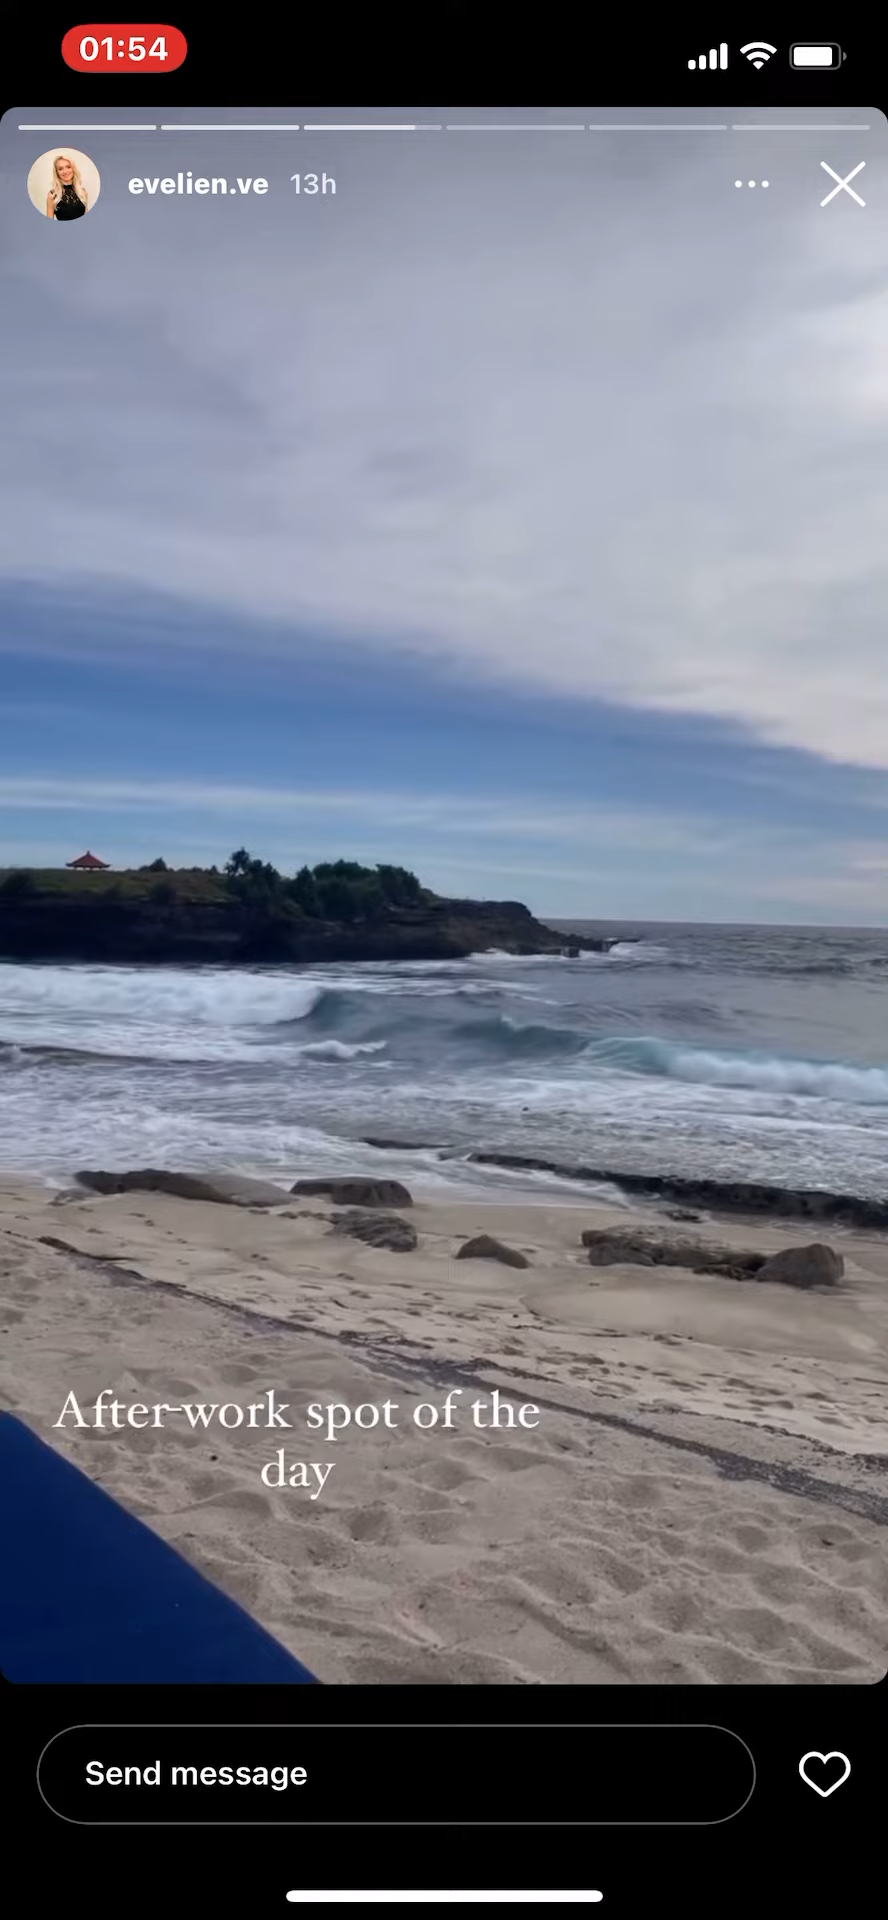 01:54
evelien.ve 13h
After-work spot of the
day
Send message